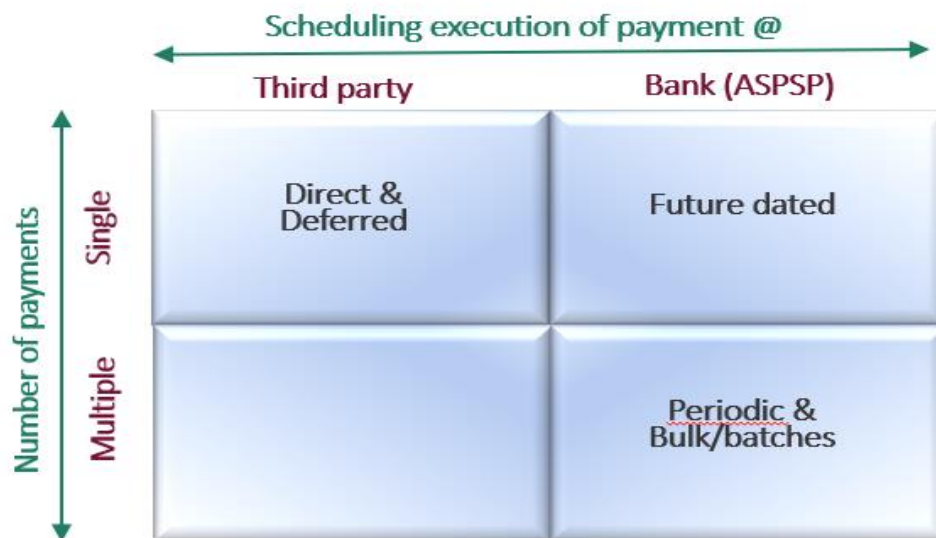 Scheduling execution of payment @
Third party
Bank (ASPSP)
Number of payments
Single
Direct &
Deferred
Future dated
Multiple
Periodic &
Bulk/batches